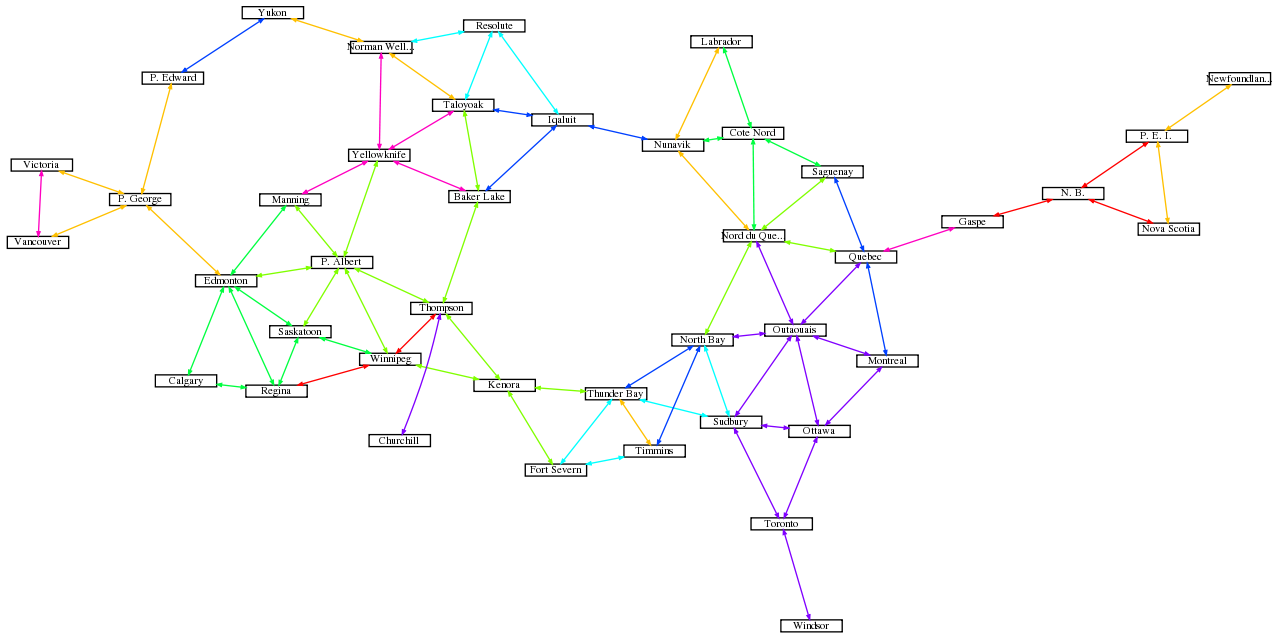 Yukon
Resolute
Labrador
Norman Well...
P. Edward
Newfoundlan...
Taloyoak
Iqaluit
Cote Nord
P. E. I.
Nunavik
Yellowknife
Victoria
Saguenay
N. B.
Baker Lake
P. George
Manning
Gaspe
Nova Scotia
Nord du Que...
Vancouver
Quebec
P. Albert
Edmonton
Thompson
Saskatoon
Outaouais
North Bay
Winnipeg
Montreal
Calgary
Kenora
Regina
Thunder Bay
Sudbury
Ottawa
Churchill
Timmins
Fort Severn
Toronto
Windsor